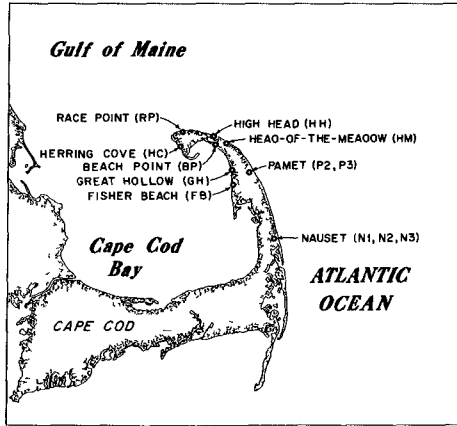 Gulf of Maine
RACE POINT (RP)
HIGH HEAD (HH)
HEAD-OF-THE-MEADOW (HM)
HERRING COVE (HC)
BEACH POINT (BP)
PAMET (P2, P3)
GREAT HOLLOW (GH)
FISHER BEACH (FB)
NAUSET (N1, N2, N3)
Cape Cod
Bay
ATLANTIC
OCEAN
CAPE COD